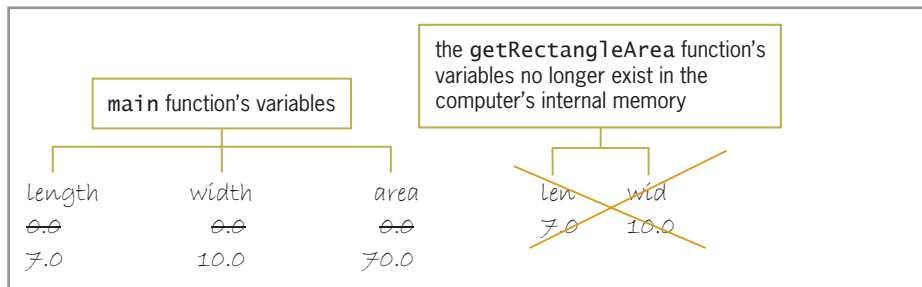 the getRectangleArea function's
variables no longer exist in the
computer's internal memory
main function's variables
length width area len wid
0.0 0.0 0.0 7.0 10.0
7.0 10.0 70.0